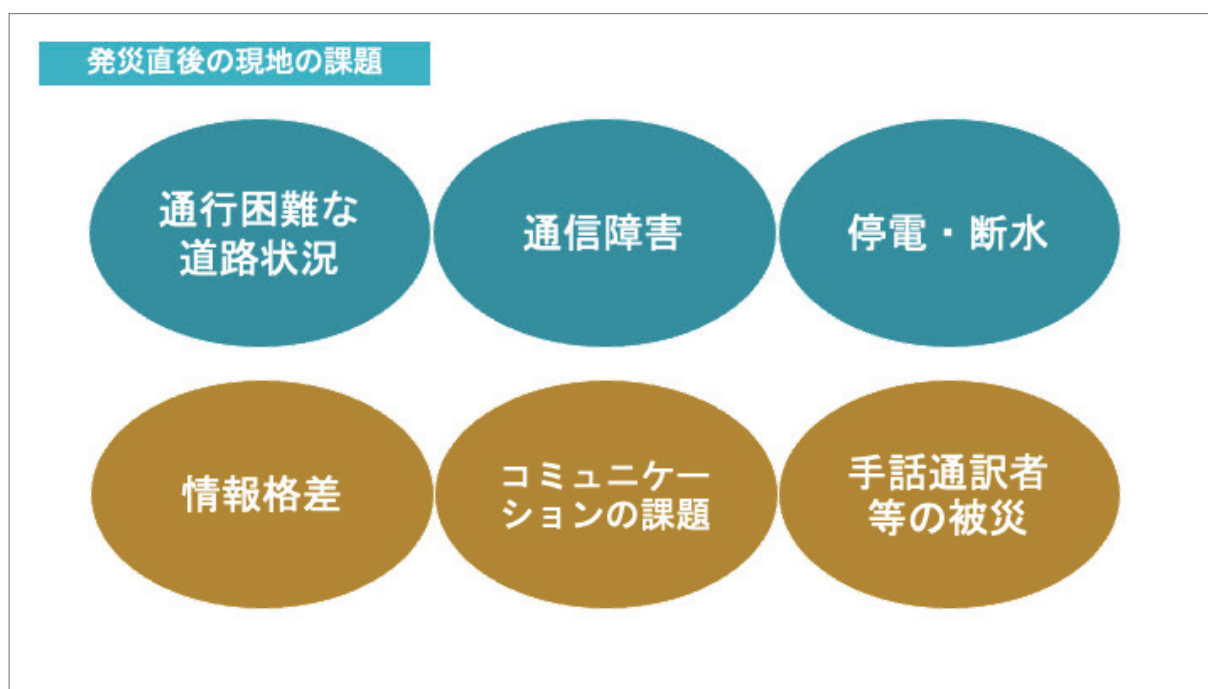 発災直後の現地の課題
通行困難な
道路状況
通信障害
停電・断水
情報格差
コミュニケー
ションの課題
手話通訳者
等の被災